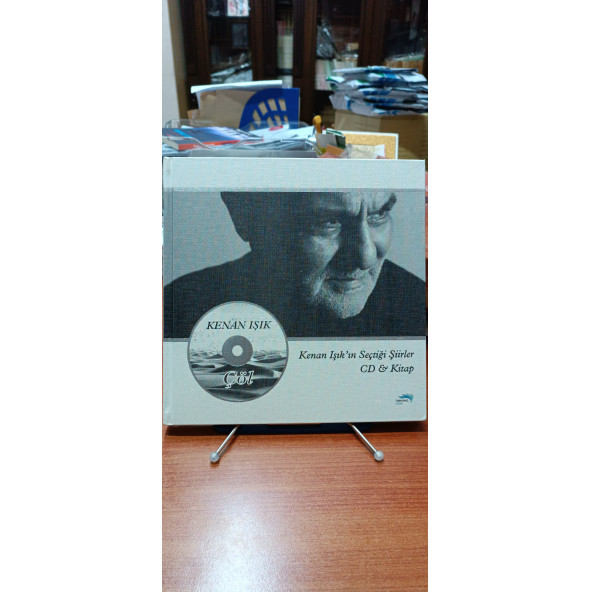 KENAN IŞIK
Çöl
Kenan Işık'ın Seçtiği Şiirler
CD & Kitap